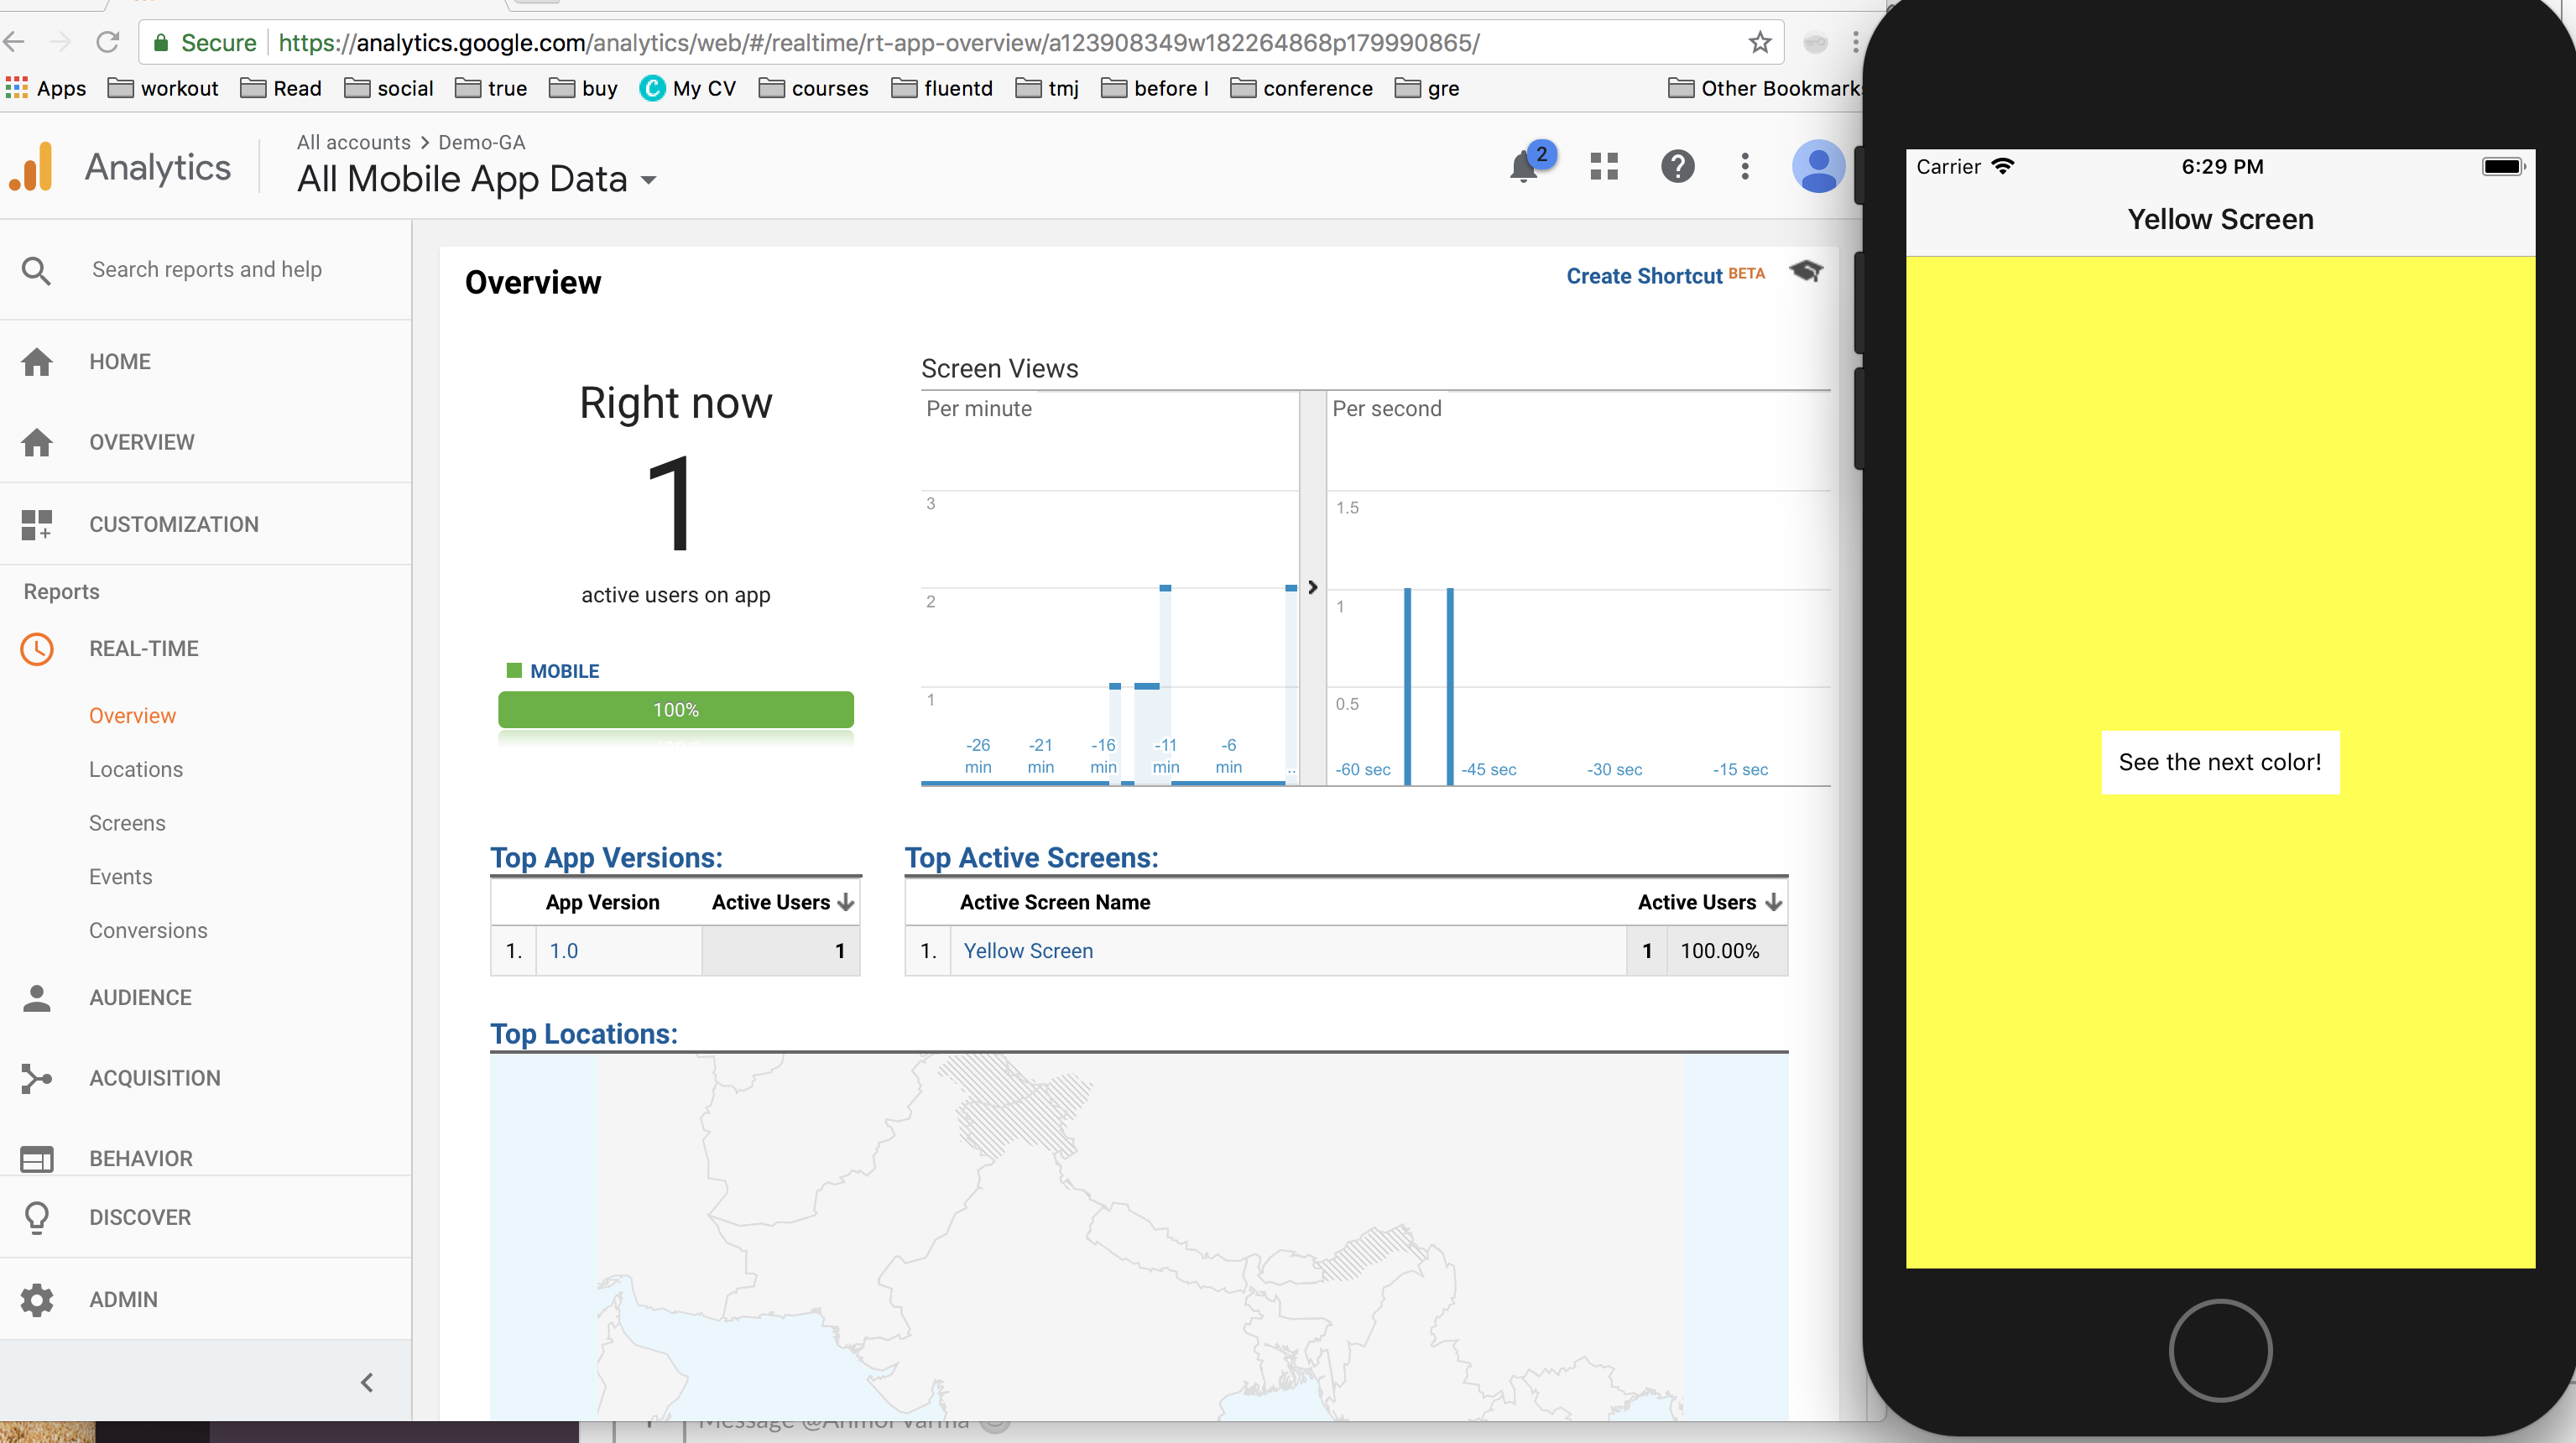 Secure https://analytics.google.com/analytics/web/#/realtime/rt-app-overview/a123908349w182264868p179990865/
Apps workout Read social true buy My CV courses fluentd tmj before I conference gre Other Bookmarks
Analytics
All accounts > Demo-GA
All Mobile App Data
2
Search reports and help
HOME
OVERVIEW
CUSTOMIZATION
Reports
REAL-TIME
Overview
Locations
Screens
Events
Conversions
AUDIENCE
ACQUISITION
BEHAVIOR
DISCOVER
ADMIN
Overview
Create Shortcut BETA
Right now
1
active users on app
MOBILE
100%
Screen Views
Per minute
3
2
1
-26 min -21 min -16 min -11 min -6 min ..
Per second
1.5
1
0.5
-60 sec -45 sec -30 sec -15 sec
Top App Versions:
App Version Active Users
1. 1.0 1
Top Active Screens:
Active Screen Name Active Users
1. Yellow Screen 1 100.00%
Top Locations:
Message @Anmol Varma
Carrier 6:29 PM
Yellow Screen
See the next color!